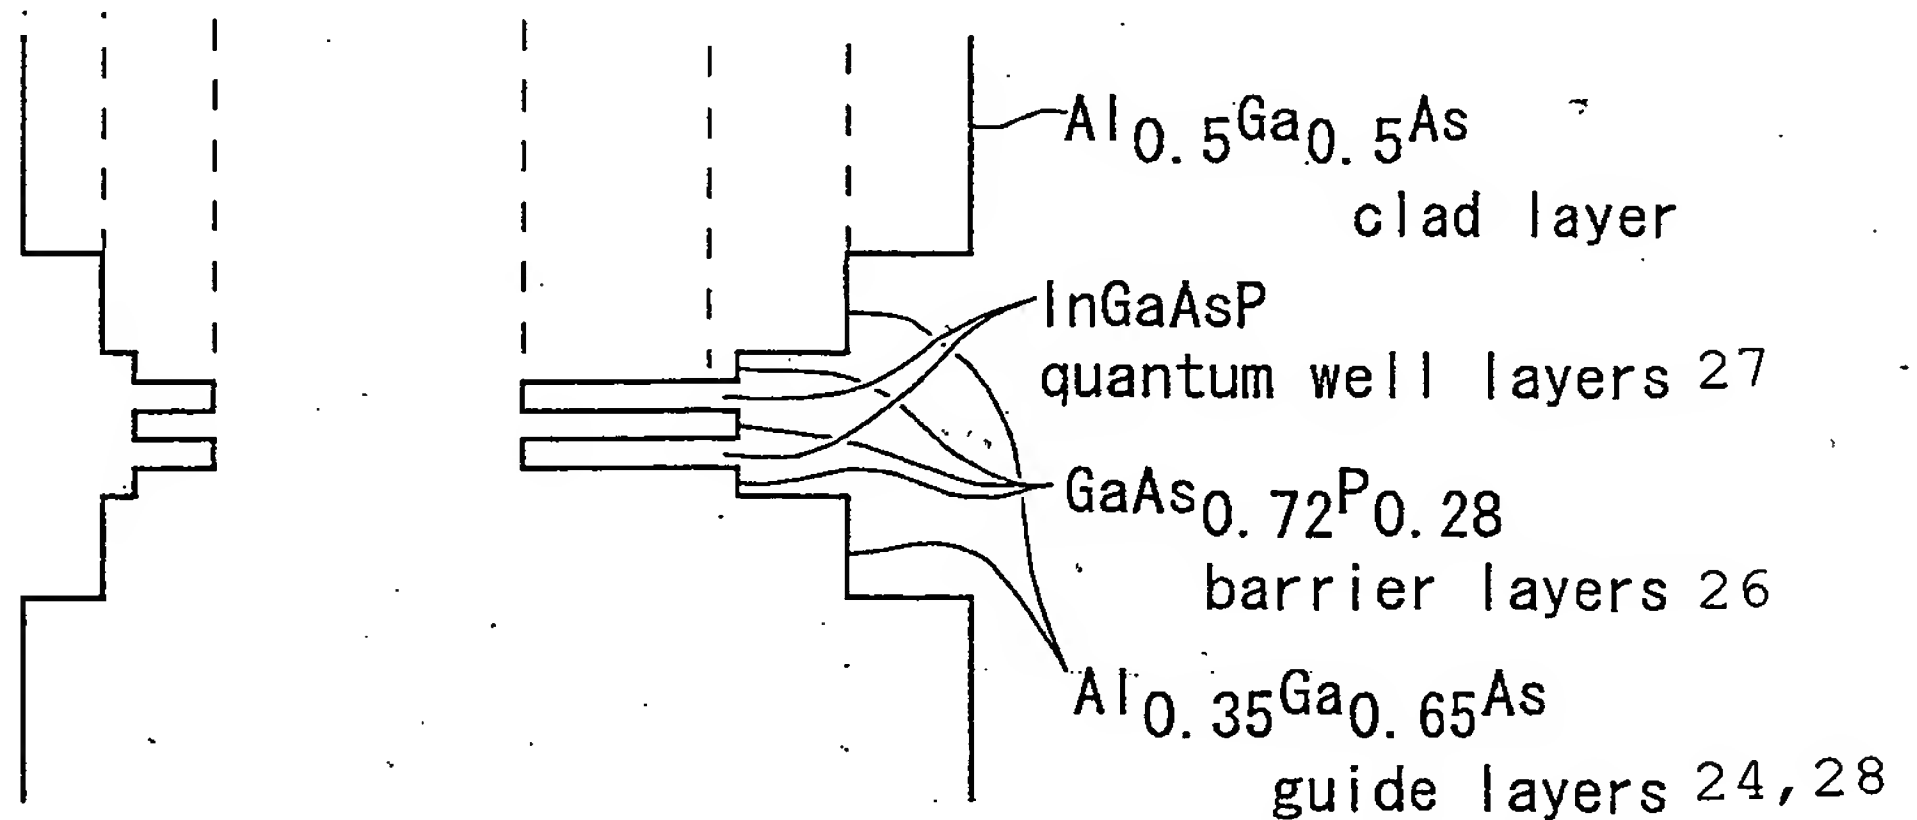 Al0.5Ga0.5As
clad layer
InGaAsP
quantum well layers 27
GaAs0.72P0.28
barrier layers 26
Al0.35Ga0.65As
guide layers 24,28